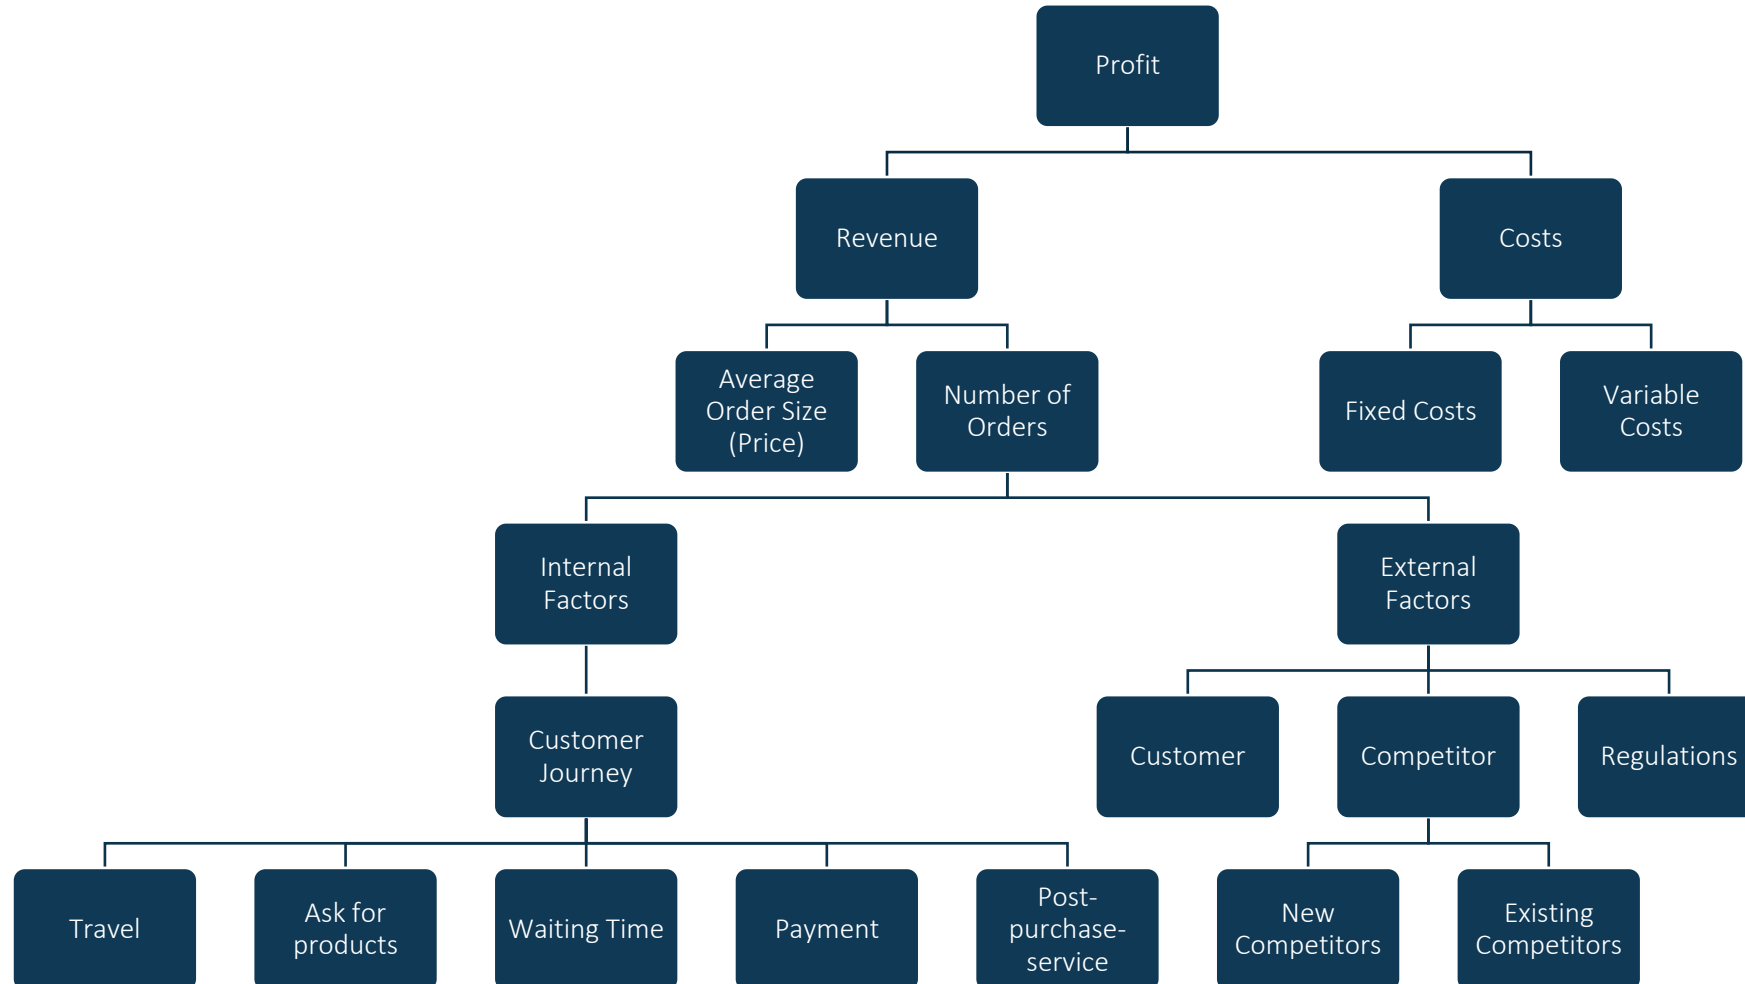 Profit
Revenue
Costs
Average
Order Size
(Price)
Number of
Orders
Fixed Costs
Variable
Costs
Internal
Factors
External
Factors
Customer
Journey
Customer
Competitor
Regulations
Travel
Ask for
products
Waiting Time
Payment
Post-
purchase-
service
New
Competitors
Existing
Competitors